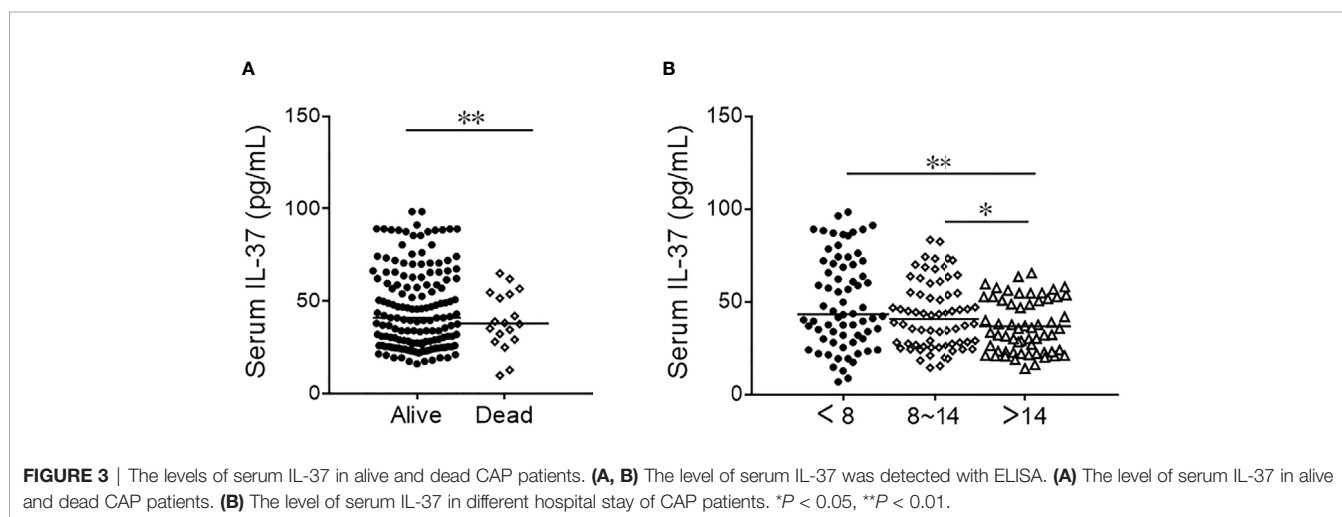 A
B
Serum IL-37 (pg/mL)
150
100
50
0
**
Alive Dead
Serum IL-37 (pg/mL)
150
100
50
0
**
*
< 8 8~14 >14
FIGURE 3 | The levels of serum IL-37 in alive and dead CAP patients. (A, B) The level of serum IL-37 was detected with ELISA. (A) The level of serum IL-37 in alive
and dead CAP patients. (B) The level of serum IL-37 in different hospital stay of CAP patients. *P < 0.05, **P < 0.01.